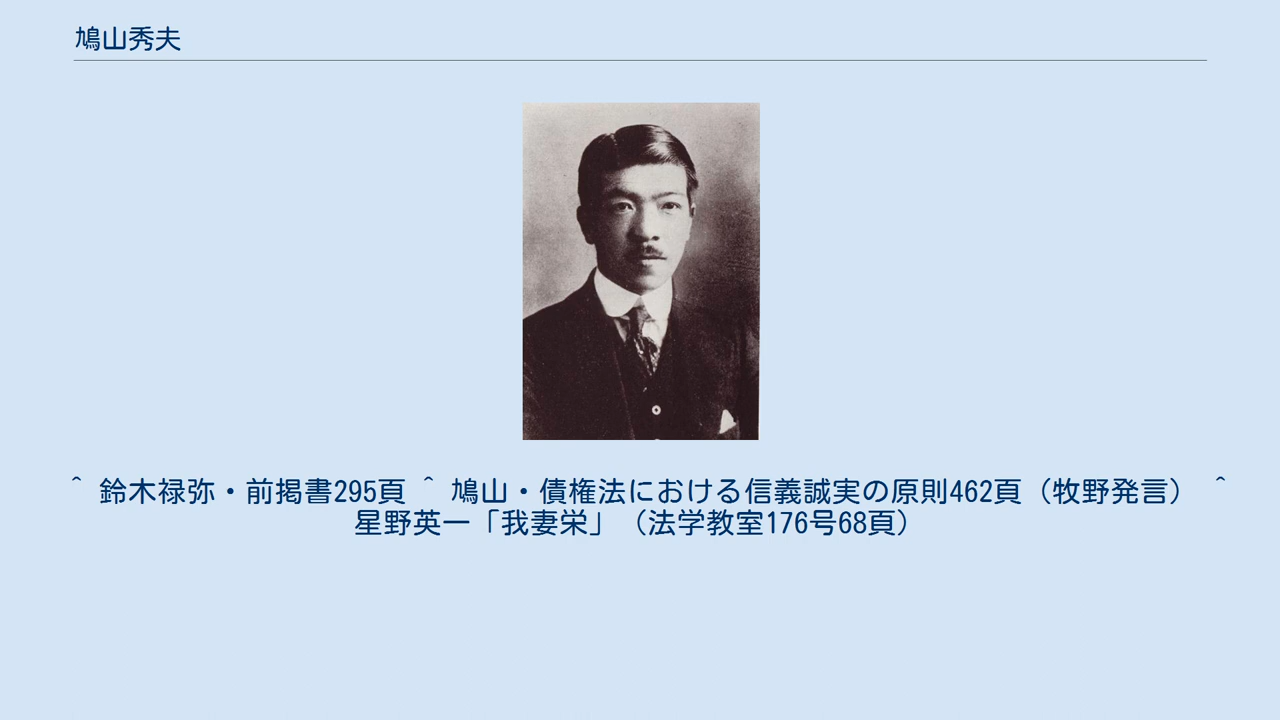 鳩山秀夫
^ 鈴木禄弥・前掲書295頁 ^ 鳩山・債権法における信義誠実の原則462頁（牧野発言） ^
星野英一「我妻栄」（法学教室176号68頁）